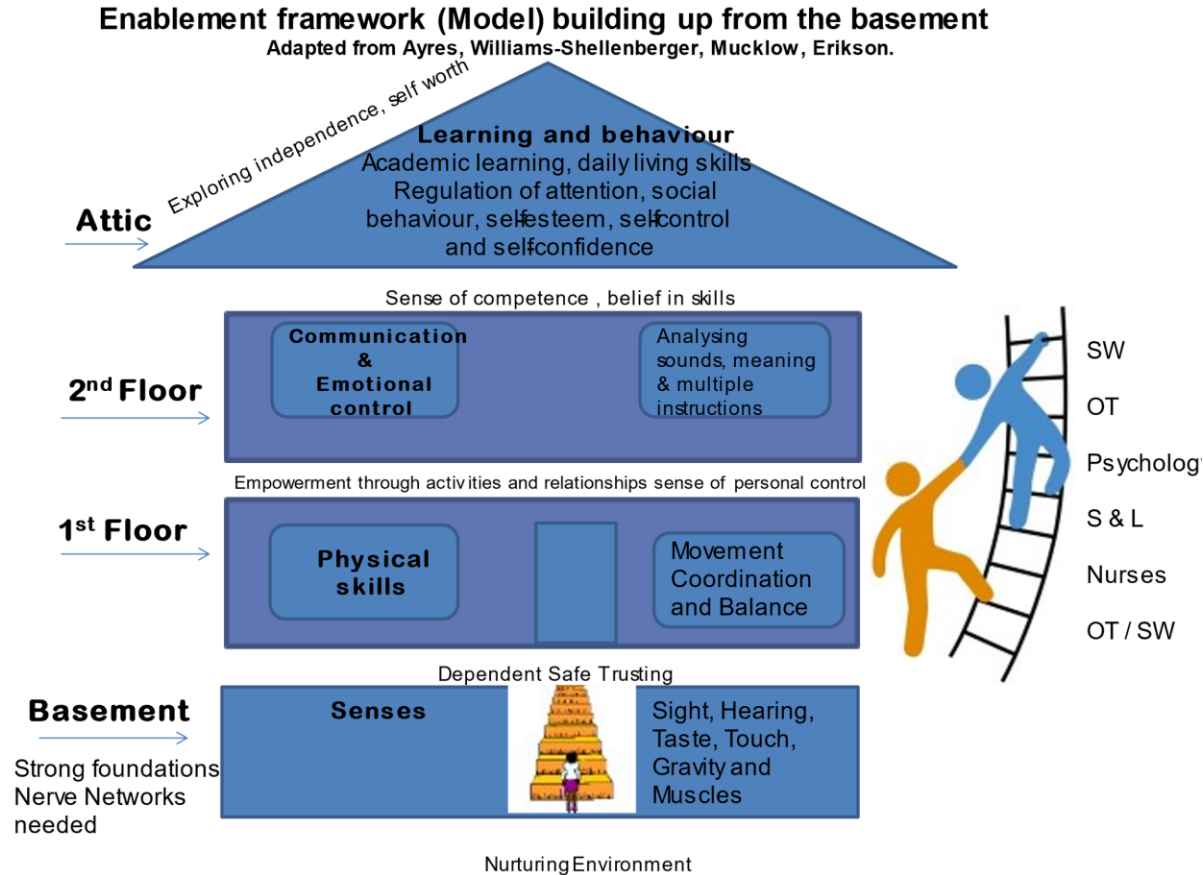 Enablement framework (Model) building up from the basement
Adapted from Ayres, Williams-Shellenberger, Mucklow, Erikson.
Exploring independence, self worth
Learning and behaviour
Academic learning, daily living skills
Regulation of attention, social
behaviour, self-esteem, self-control
and self-confidence
Attic
Sense of competence , belief in skills
2nd Floor
Communication
&
Emotional
control
Analysing
sounds, meaning
& multiple
instructions
Empowerment through activities and relationships sense of personal control
1st Floor
Physical
skills
Movement
Coordination
and Balance
SW
OT
Psycholog
S & L
Nurses
OT / SW
Dependent Safe Trusting
Basement
Strong foundations
Nerve Networks
needed
Senses
Sight, Hearing,
Taste, Touch,
Gravity and
Muscles
Nurturing Environment